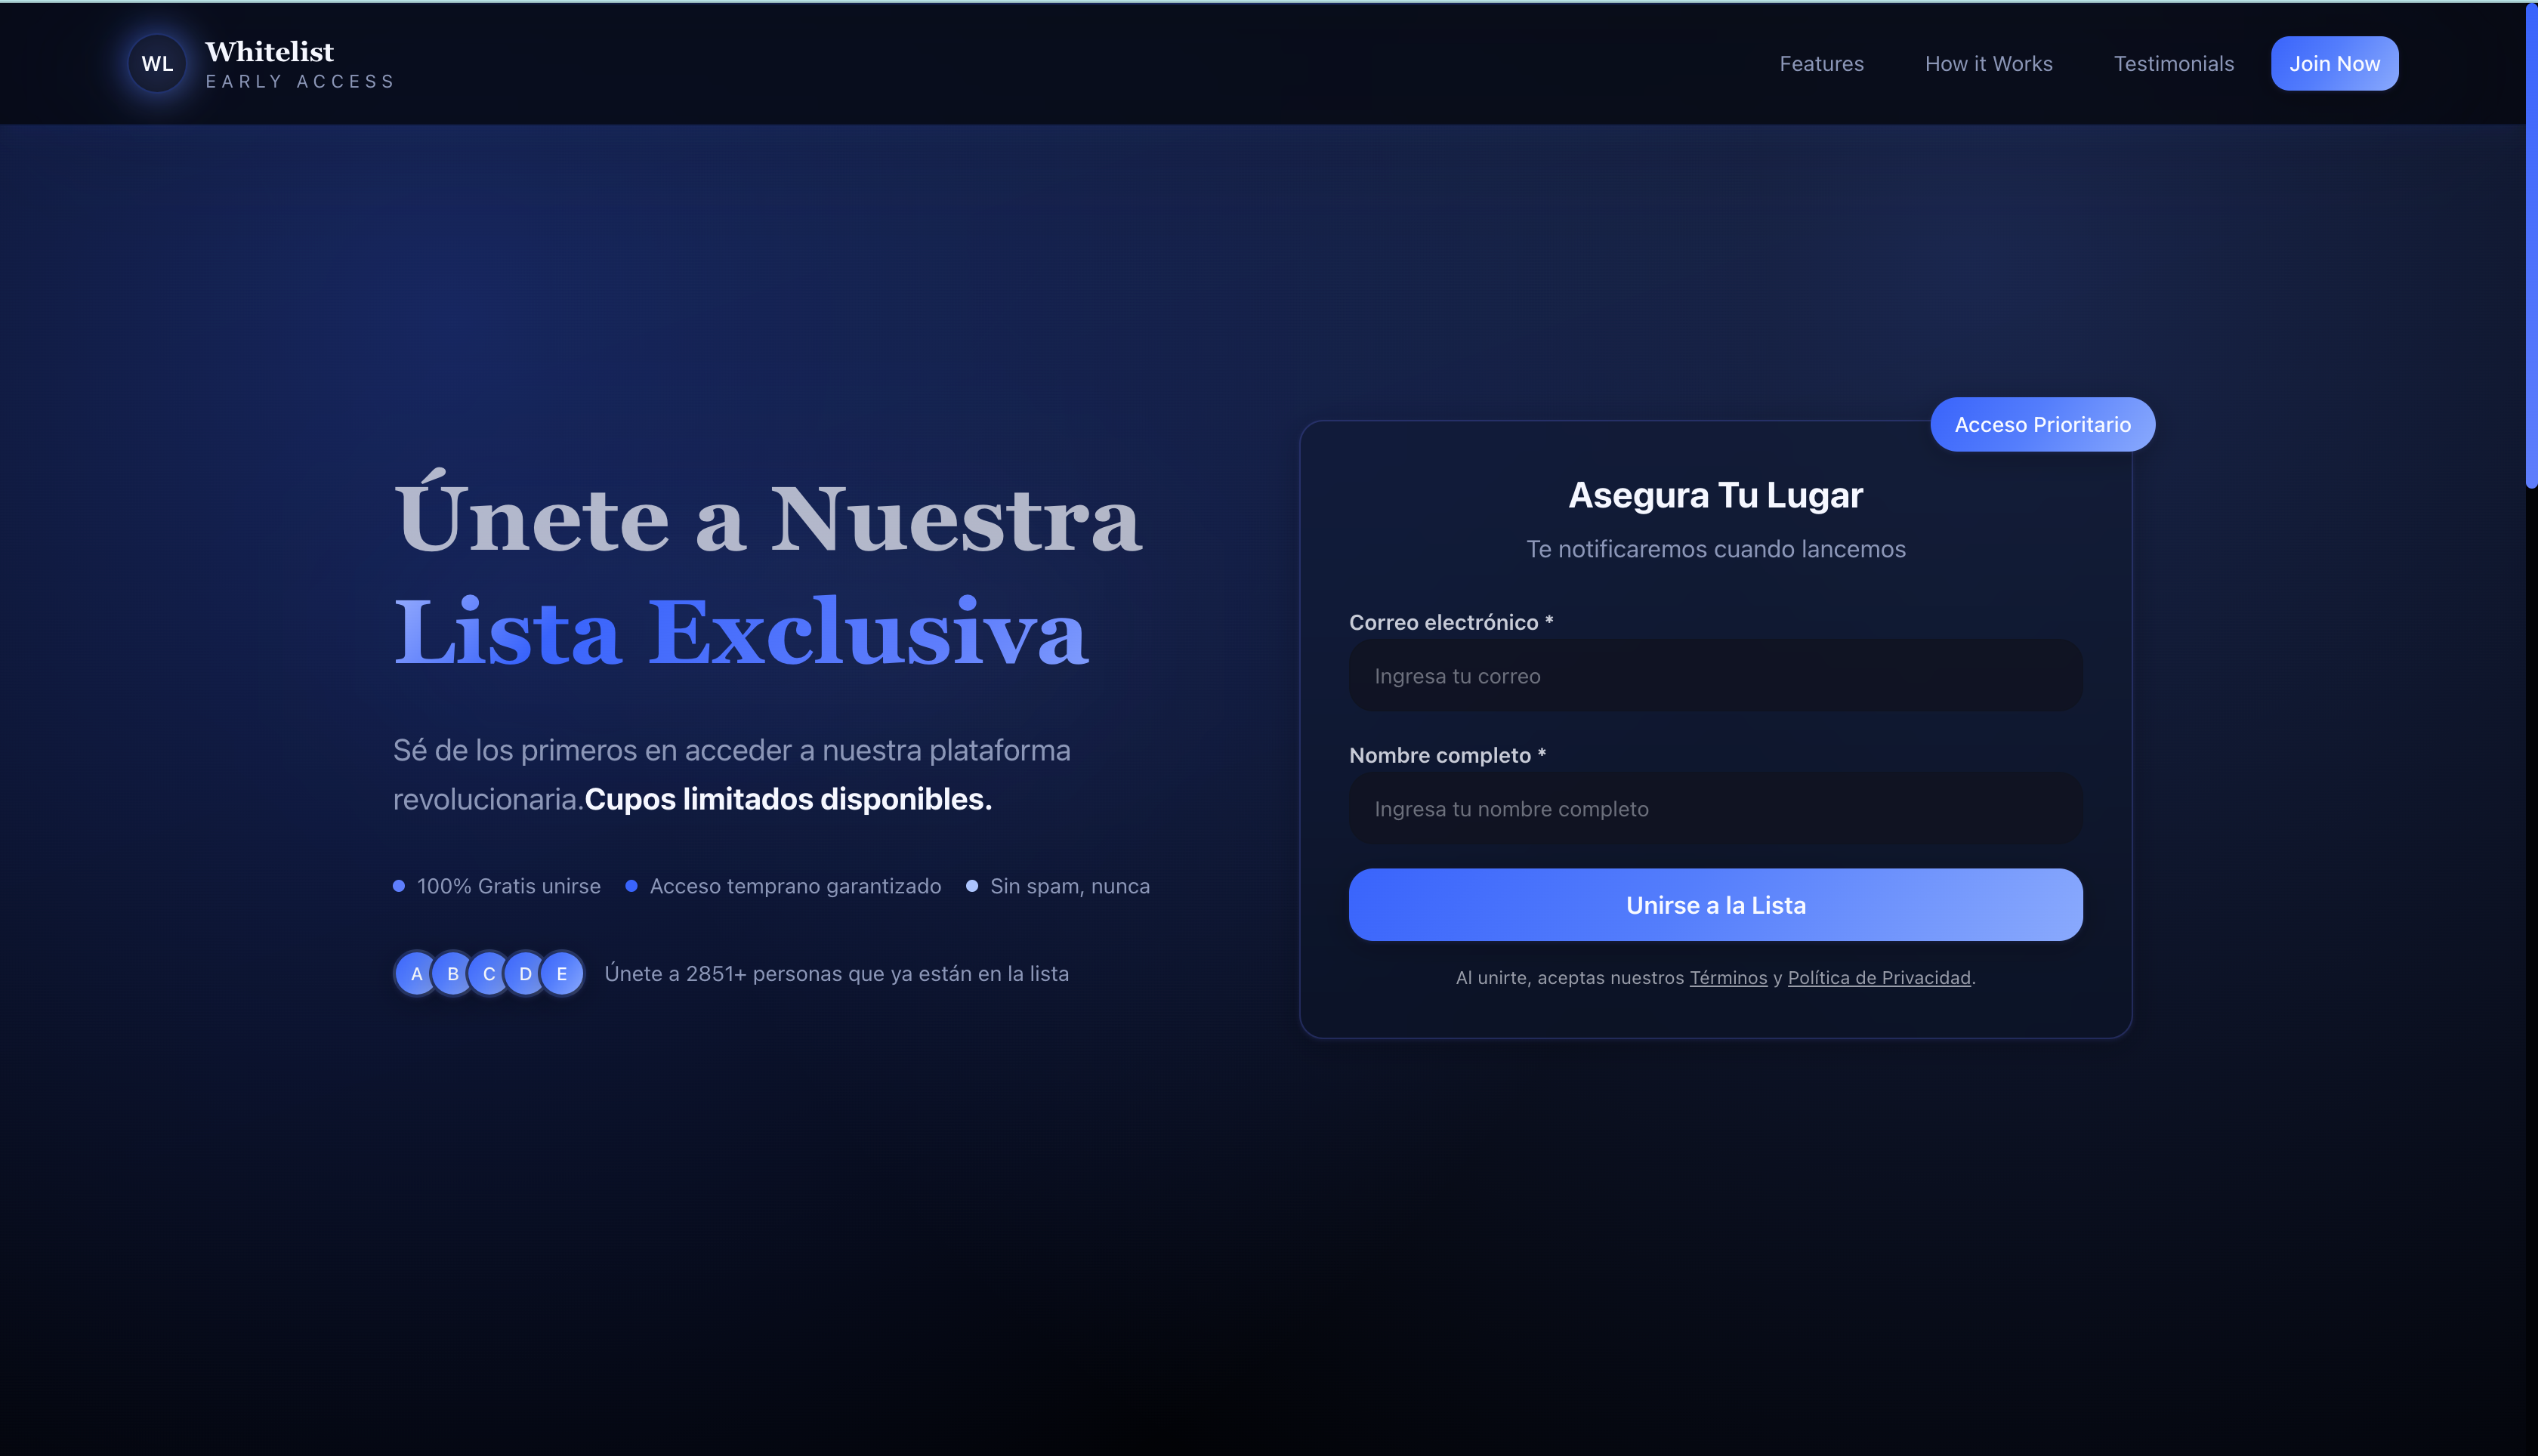 WL
Whitelist
EARLY ACCESS
Features
How it Works
Testimonials
Join Now
Únete a Nuestra
Lista Exclusiva
Sé de los primeros en acceder a nuestra plataforma
revolucionaria.Cupos limitados disponibles.
100% Gratis unirse
Acceso temprano garantizado
Sin spam, nunca
A B C D E
Únete a 2851+ personas que ya están en la lista
Acceso Prioritario
Asegura Tu Lugar
Te notificaremos cuando lancemos
Correo electrónico *
Ingresa tu correo
Nombre completo *
Ingresa tu nombre completo
Unirse a la Lista
Al unirte, aceptas nuestros Términos y Política de Privacidad.